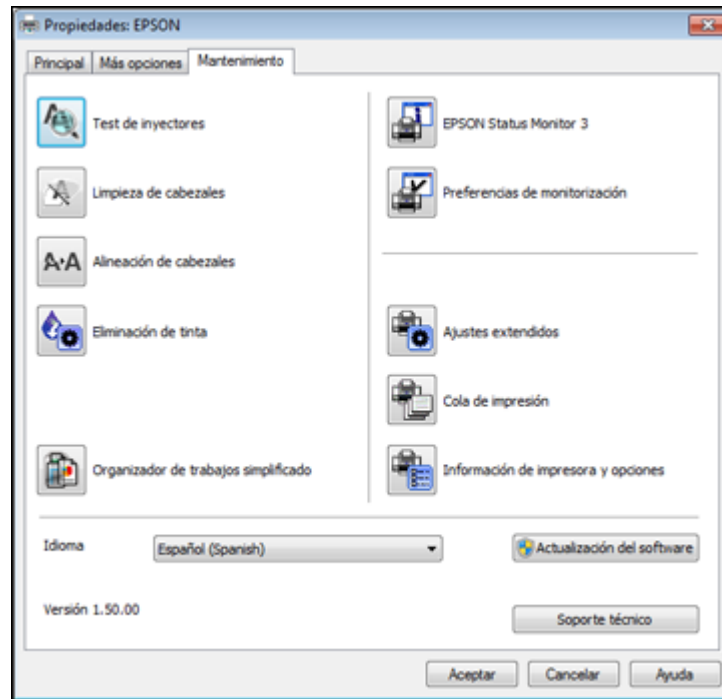 Propiedades: EPSON
Principal
Más opciones
Mantenimiento
Test de inyectores
Limpieza de cabezales
A+A
Alineación de cabezales
Eliminación de tinta
Organizador de trabajos simplificado
EPSON Status Monitor 3
Preferencias de monitorización
Ajustes extendidos
Cola de impresión
Información de impresora y opciones
Idioma
Español (Spanish)
Actualización del software
Versión 1.50.00
Soporte técnico
Aceptar
Cancelar
Ayuda